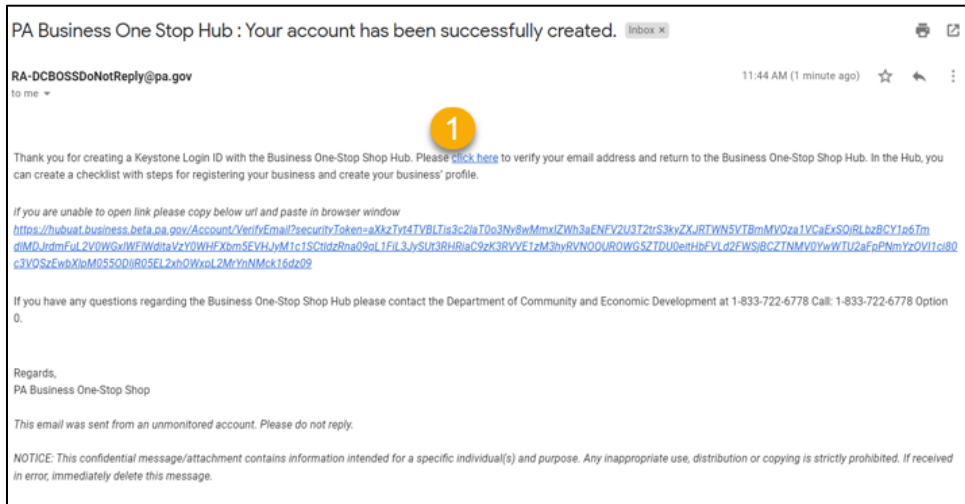 PA Business One Stop Hub : Your account has been successfully created. Inbox ×
RA-DCBOSSDoNotReply@pa.gov 11:44 AM (1 minute ago)
to me
1
Thank you for creating a Keystone Login ID with the Business One-Stop Shop Hub. Please click here to verify your email address and return to the Business One-Stop Shop Hub. In the Hub, you
can create a checklist with steps for registering your business and create your business' profile.
if you are unable to open link please copy below url and paste in browser window
https://hubuat.business.beta.pa.gov/Account/VerifyEmail?securityToken=
If you have any questions regarding the Business One-Stop Shop Hub please contact the Department of Community and Economic Development at 1-833-722-6778 Call: 1-833-722-6778 Option
0.
Regards,
PA Business One-Stop Shop
This email was sent from an unmonitored account. Please do not reply.
NOTICE: This confidential message/attachment contains information intended for a specific individual(s) and purpose. Any inappropriate use, distribution or copying is strictly prohibited. If received
in error, immediately delete this message.